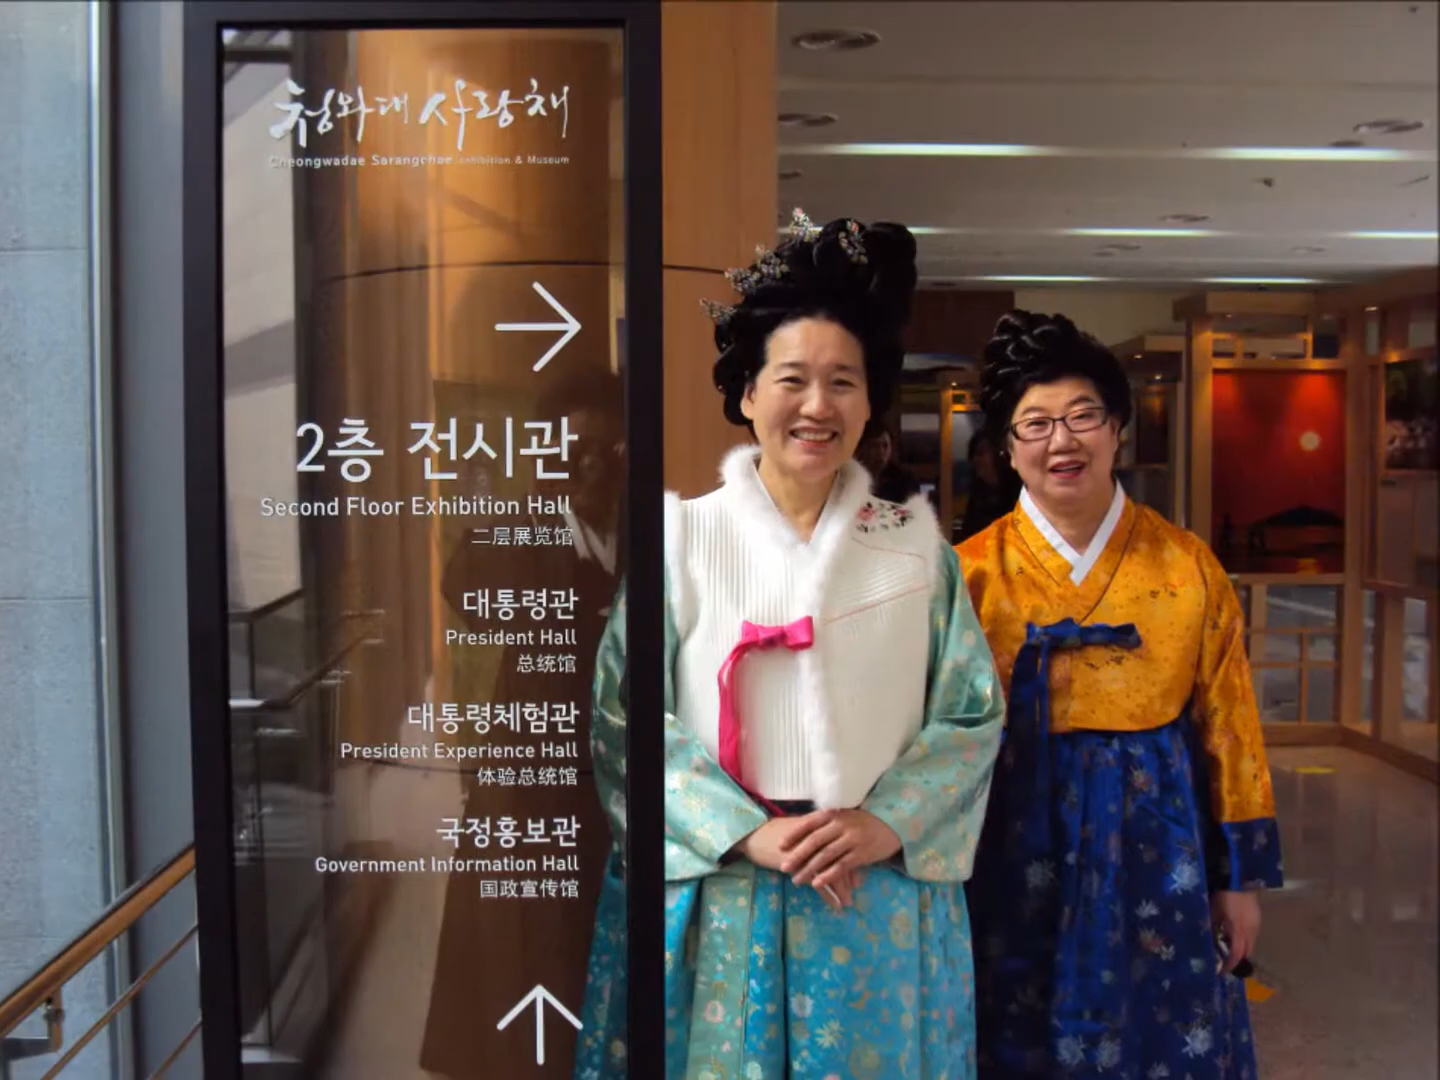 청와대 사랑채
Cheongwadae Sarangchae Exhibition & Museum
2층 전시관
Second Floor Exhibition Hall
二层展览馆
대통령관
President Hall
总统馆
대통령체험관
President Experience Hall
体验总统馆
국정홍보관
Government Information Hall
国政宣传馆